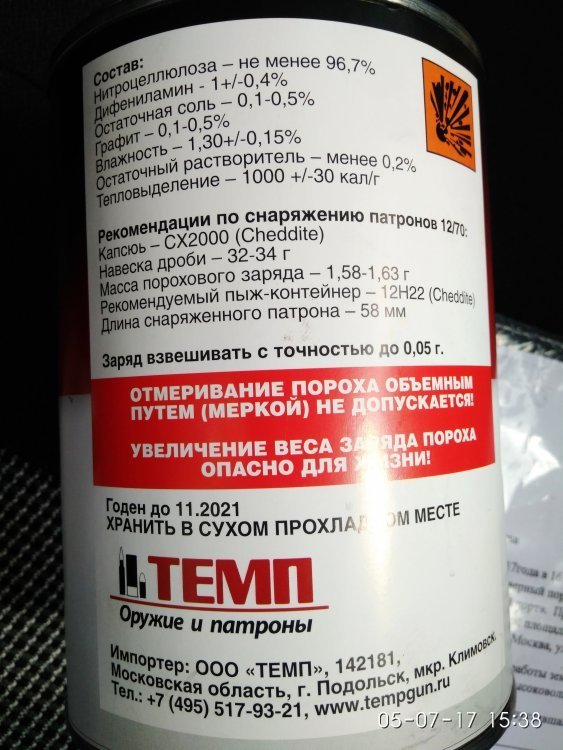 Состав:
Нитроцеллюлоза – не менее 96,7%
Дифениламин - 1+/-0,4%
Остаточная соль – 0,1-0,5%
Графит – 0,1-0,5%
Влажность – 1,30+/-0,15%
Остаточный растворитель – менее 0,2%
Тепловыделение – 1000 +/-30 кал/г
Рекомендации по снаряжению патронов 12/70:
Капсюь – CX2000 (Cheddite)
Навеска дроби – 32-34 г
Масса порохового заряда – 1,58-1,63 г
Рекомендуемый пыж-контейнер – 12H22 (Cheddite)
Длина снаряженного патрона – 58 мм
Заряд взвешивать с точностью до 0,05 г.
ОТМЕРИВАНИЕ ПОРОХА ОБЪЕМНЫМ
ПУТЕМ (МЕРКОЙ) НЕ ДОПУСКАЕТСЯ!
УВЕЛИЧЕНИЕ ВЕСА ЗАРЯДА ПОРОХА
ОПАСНО ДЛЯ ЖИЗНИ!
Годен до 11.2021
ХРАНИТЬ В СУХОМ ПРОХЛАДНОМ МЕСТЕ
ТЕМП
Оружие и патроны
Импортер: ООО «ТЕМП», 142181,
Московская область, г. Подольск, мкр. Климовск.
Тел.: +7 (495) 517-93-21, www.tempgun.ru
Москва,
05-07-17 15:38